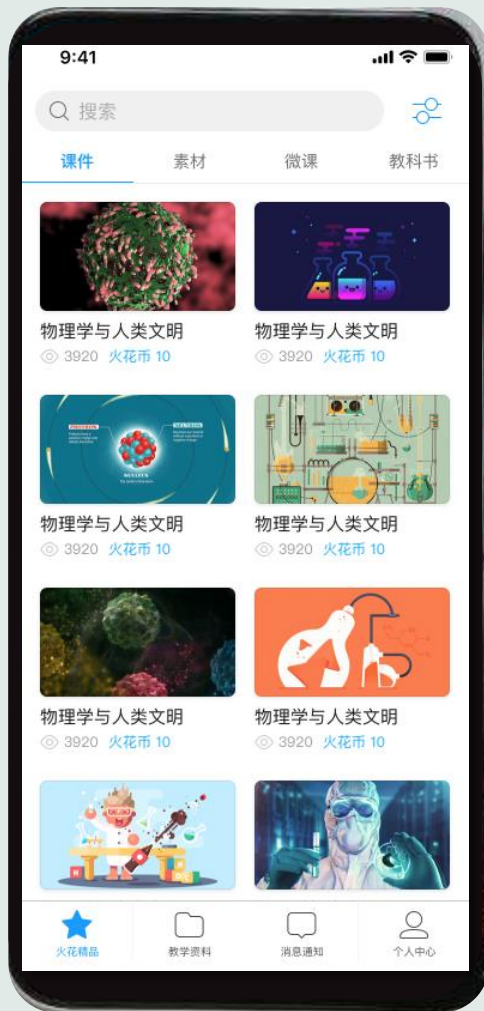 9:41
搜索
课件 素材 微课 教科书
物理学与人类文明 物理学与人类文明
3920 火花币 10 3920 火花币 10
NUCLEUS
物理学与人类文明 物理学与人类文明
3920 火花币 10 3920 火花币 10
物理学与人类文明 物理学与人类文明
3920 火花币 10 3920 火花币 10
火花精品 教学资料 消息通知 个人中心